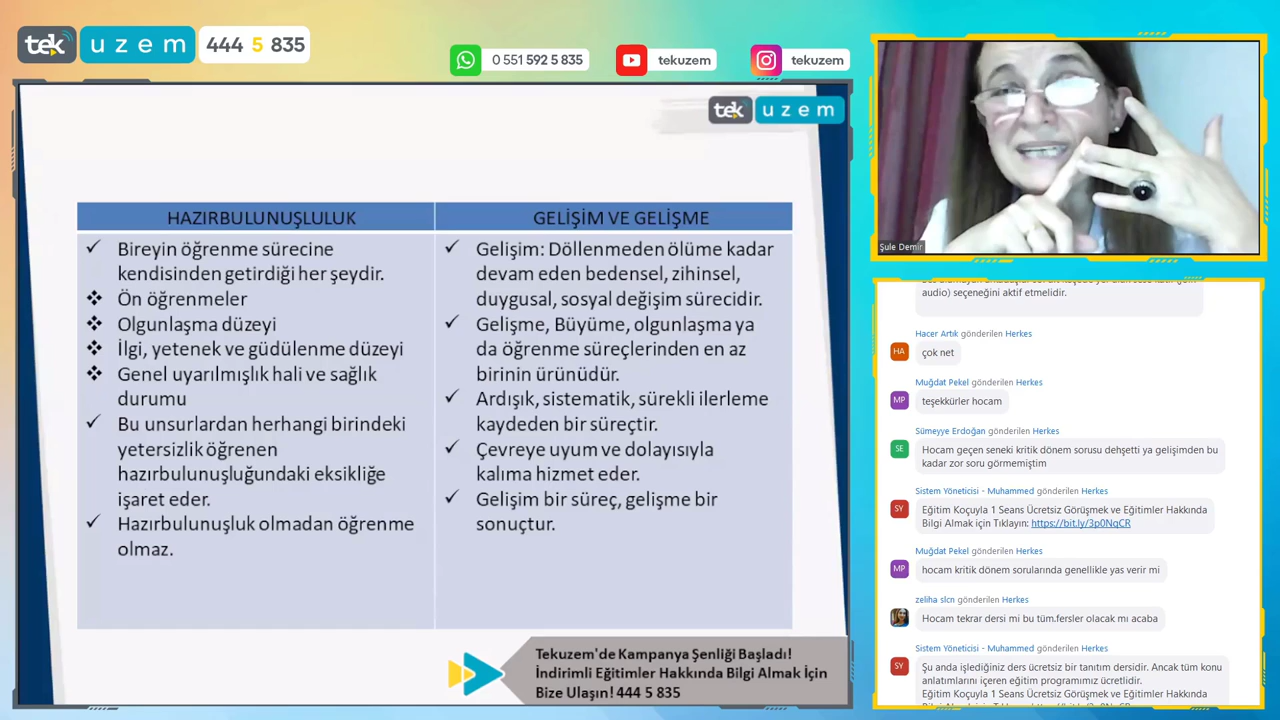 tek uzem 444 5 835
0 551 592 5 835
tekuzem
tekuzem
tek uzem
HAZIRBULUNUŞLULUK
Bireyin öğrenme sürecine
kendisinden getirdiği her şeydir.
Ön öğrenmeler
Olgunlaşma düzeyi
İlgi, yetenek ve güdülenme düzeyi
Genel uyarılmışlık hali ve sağlık
durumu
Bu unsurlardan herhangi birindeki
yetersizlik öğrenen
hazırbulunuşluğundaki eksikliğe
işaret eder.
Hazırbulunuşluk olmadan öğrenme
olmaz.
GELİŞİM VE GELİŞME
Gelişim: Döllenmeden ölüme kadar
devam eden bedensel, zihinsel,
duygusal, sosyal değişim sürecidir.
Gelişme, Büyüme, olgunlaşma ya
da öğrenme süreçlerinden en az
birinin ürünüdür.
Ardışık, sistematik, sürekli ilerleme
kaydeden bir süreçtir.
Çevreye uyum ve dolayısıyla
kalıma hizmet eder.
Gelişim bir süreç, gelişme bir
sonuçtur.
Tekuzem'de Kampanya Şenliği Başladı!
İndirimli Eğitimler Hakkında Bilgi Almak İçin
Bize Ulaşın! 444 5 835
Şule Demir
audio) seçeneğini aktif etmelidir.
Hacer Artık gönderilen Herkes
HA
çok net
Muğdat Pekel gönderilen Herkes
MP
teşekkürler hocam
Sümeyye Erdoğan gönderilen Herkes
SE
Hocam geçen seneki kritik dönem sorusu dehşetti ya gelişimden bu
kadar zor soru görmemiştim
Sistem Yöneticisi - Muhammed gönderilen Herkes
SY
Eğitim Koçuyla 1 Seans Ücretsiz Görüşmek ve Eğitimler Hakkında
Bilgi Almak için Tıklayın: https://bit.ly/3p0NqCR
Muğdat Pekel gönderilen Herkes
MP
hocam kritik dönem sorularında genellikle yas verir mi
zeliha slcn gönderilen Herkes
Hocam tekrar dersi mi bu tüm.fersler olacak mı acaba
Sistem Yöneticisi - Muhammed gönderilen Herkes
SY
Şu anda işlediğiniz ders ücretsiz bir tanıtım dersidir. Ancak tüm konu
anlatımlarını içeren eğitim programımız ücretlidir.
Eğitim Koçuyla 1 Seans Ücretsiz Görüşmek ve Eğitimler Hakkında